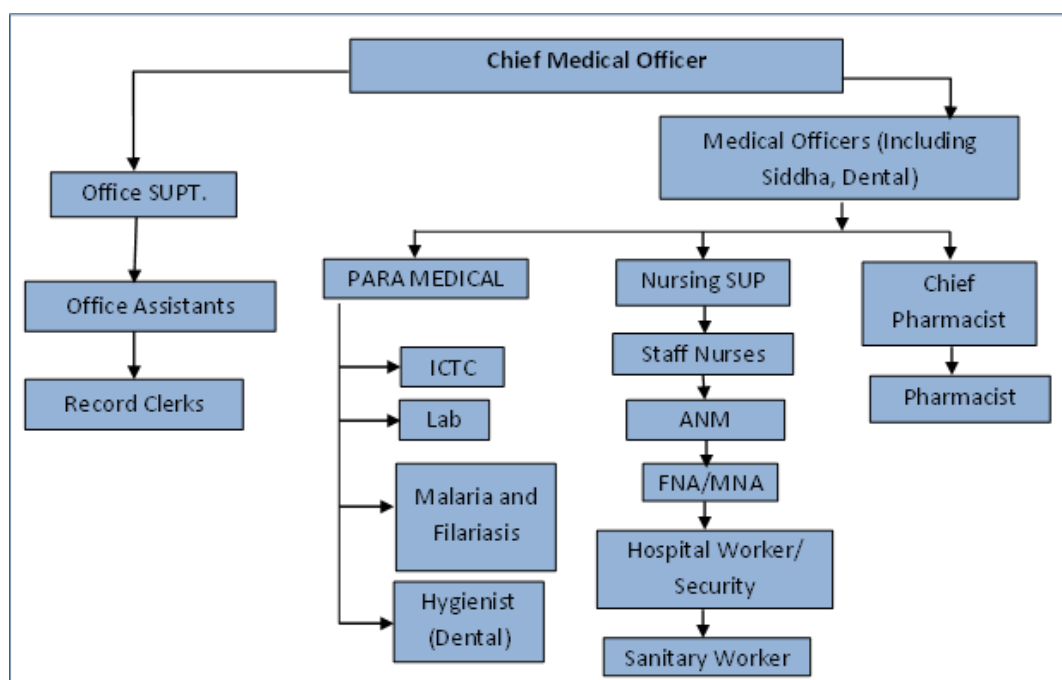 Chief Medical Officer
Medical Officers (Including
Siddha, Dental)
Office SUPT.
Office Assistants
Record Clerks
PARA MEDICAL
ICTC
Lab
Malaria and
Filariasis
Hygienist
(Dental)
Nursing SUP
Staff Nurses
ANM
FNA/MNA
Hospital Worker/
Security
Sanitary Worker
Chief
Pharmacist
Pharmacist